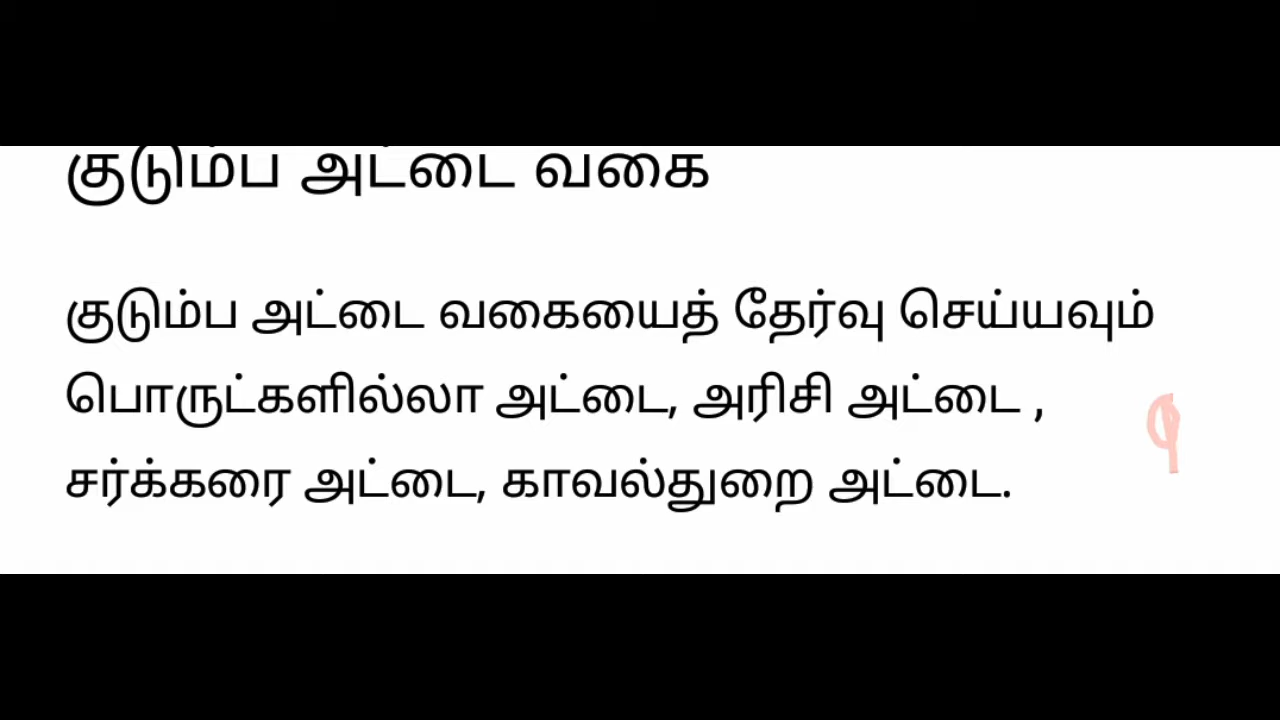 குடும்ப அட்டை வகை
குடும்ப அட்டை வகையைத் தேர்வு செய்யவும்
பொருட்களில்லா அட்டை, அரிசி அட்டை ,
சர்க்கரை அட்டை, காவல்துறை அட்டை.